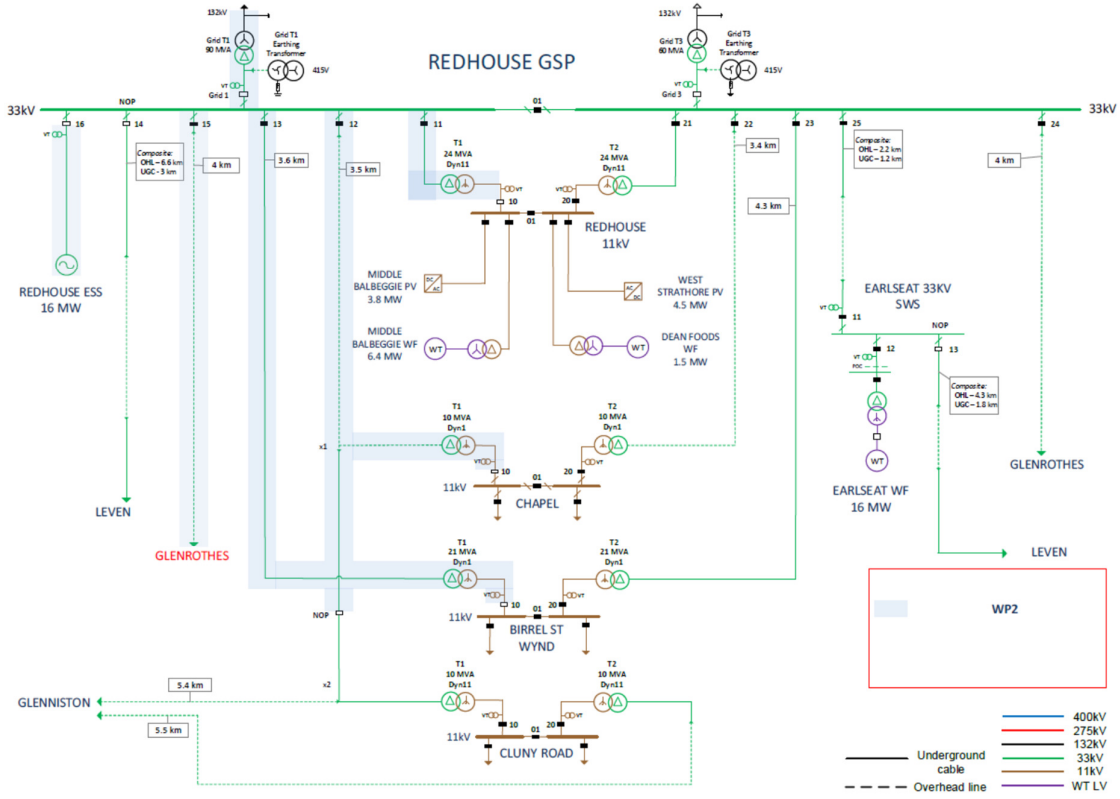 132kV
132kV
Grid T1
90 MVA
Grid T1
Earthing
Transformer
415V
VT
Grid 1
REDHOUSE GSP
Grid T3
60 MVA
Grid T3
Earthing
Transformer
415V
VT
Grid 3
33kV
NOP
01
33kV
16
14
15
13
12
11
21
22
23
25
24
VT
Composite:
OHL – 6.6 km
UGC - 3 km
4 km
3.6 km
3.5 km
T1
24 MVA
Dyn11
T2
24 MVA
Dyn11
3.4 km
Composite:
OHL – 2.2 km
UGC – 1.2 km
4 km
VT
10
VT
20
01
4.3 km
REDHOUSE
11kV
REDHOUSE ESS
16 MW
MIDDLE
BALBEGGIE PV
3.8 MW
DC
AC
WEST
STRATHORE PV
4.5 MW
AC
DC
MIDDLE
BALBEGGIE WF
6.4 MW
WT
WT
DEAN FOODS
WF
1.5 MW
EARLSEAT 33KV
SWS
VT
11
NOP
12
13
VT
POC
Composite:
OHL – 4.3 km
UGC – 1.8 km
WT
EARLSEAT WF
16 MW
GLENROTHES
T1
10 MVA
Dyn1
T2
10 MVA
Dyn1
x1
VT
10
VT
20
01
11kV
CHAPEL
LEVEN
GLENROTHES
LEVEN
T1
21 MVA
Dyn1
T2
21 MVA
Dyn1
VT
10
VT
20
01
NOP
11kV
BIRREL ST
WYND
WP2
T1
10 MVA
Dyn11
T2
10 MVA
Dyn11
x2
5.4 km
GLENNISTON
5.5 km
VT
10
VT
20
01
11kV
CLUNY ROAD
Underground
cable
Overhead line
400kV
275kV
132kV
33kV
11kV
WT LV